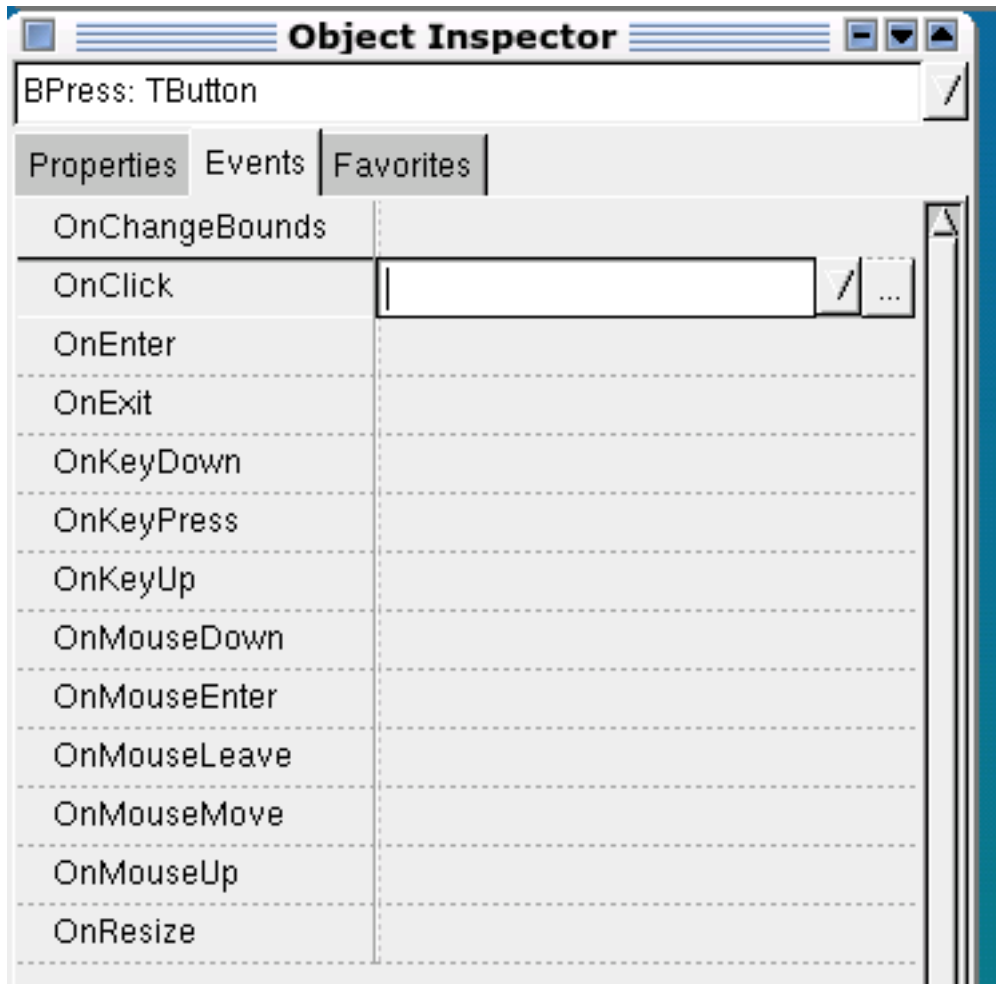 Object Inspector
BPress: TButton
Properties Events Favorites
OnChangeBounds
OnClick ...
OnEnter
OnExit
OnKeyDown
OnKeyPress
OnKeyUp
OnMouseDown
OnMouseEnter
OnMouseLeave
OnMouseMove
OnMouseUp
OnResize